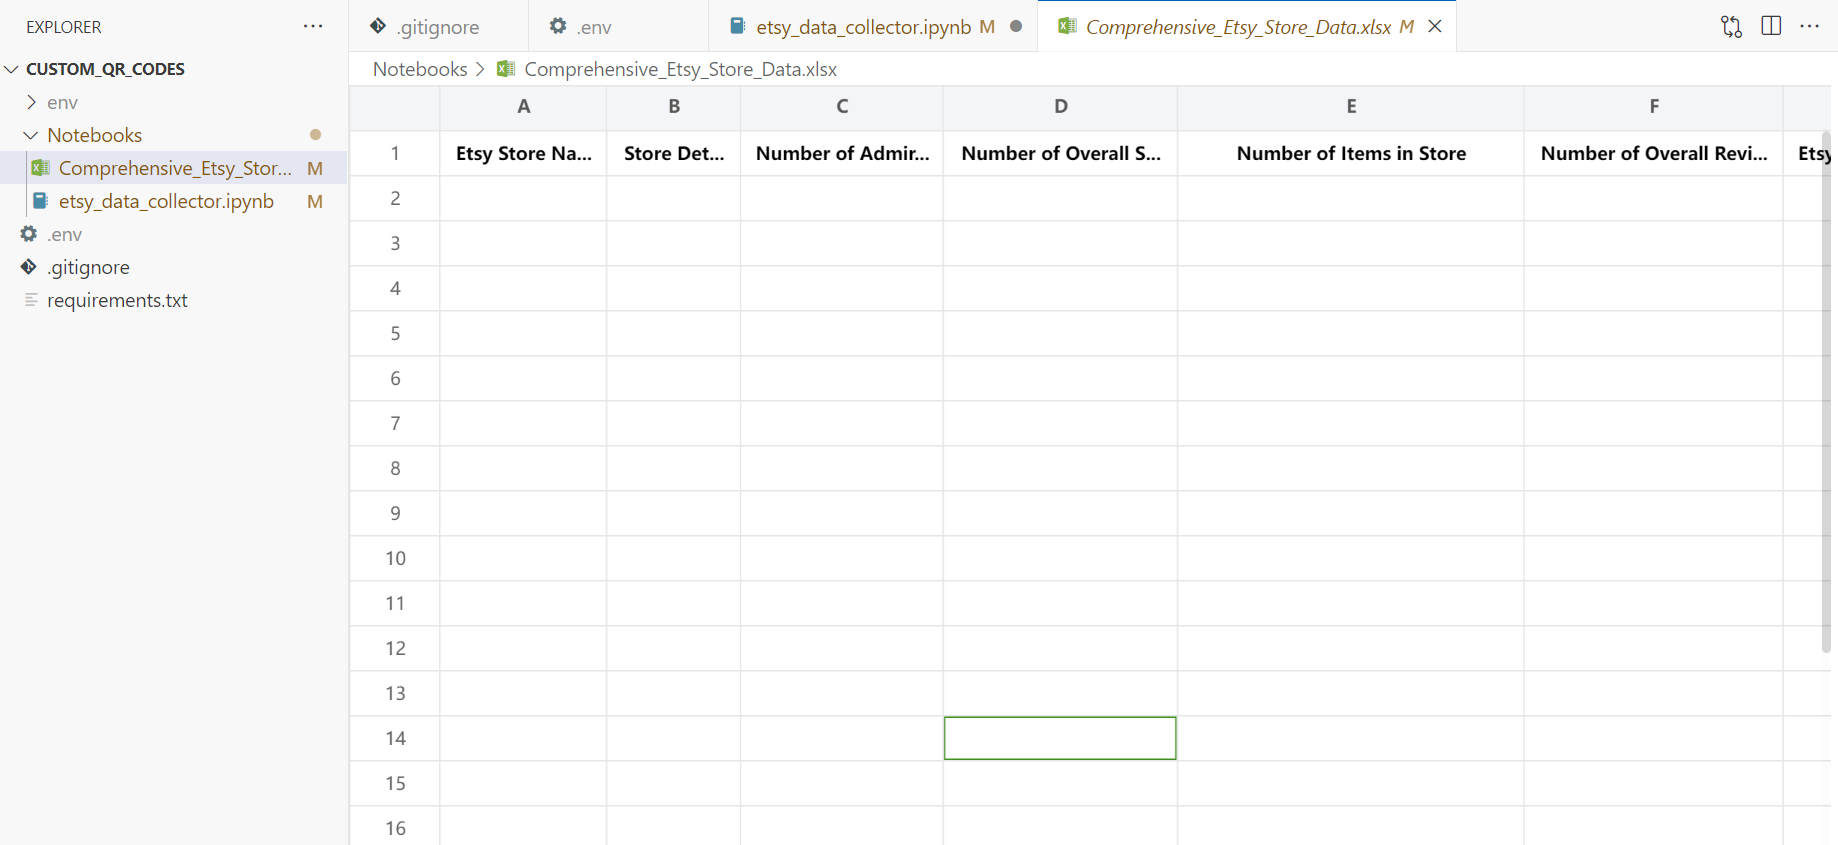 EXPLORER
CUSTOM_QR_CODES
env
Notebooks
Comprehensive_Etsy_Stor... M
etsy_data_collector.ipynb M
.env
.gitignore
requirements.txt
.gitignore .env etsy_data_collector.ipynb M Comprehensive_Etsy_Store_Data.xlsx M
Notebooks > Comprehensive_Etsy_Store_Data.xlsx
A B C D E F
1 Etsy Store Na... Store Det... Number of Admir... Number of Overall S... Number of Items in Store Number of Overall Revi... Etsy
2
3
4
5
6
7
8
9
10
11
12
13
14
15
16